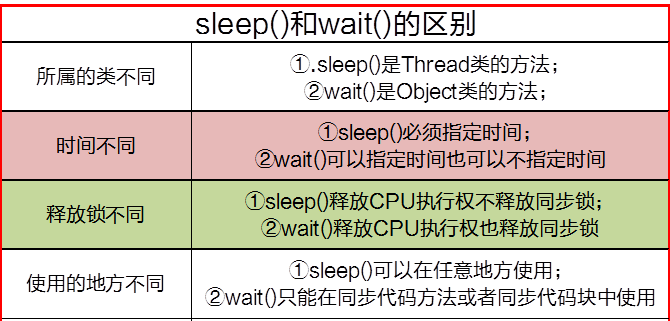 sleep()和wait()的区别
所属的类不同
①.sleep()是Thread类的方法；
②wait()是Object类的方法；
时间不同
①sleep()必须指定时间；
②wait()可以指定时间也可以不指定时间
释放锁不同
①sleep()释放CPU执行权不释放同步锁；
②wait()释放CPU执行权也释放同步锁
使用的地方不同
①sleep()可以在任意地方使用；
②wait()只能在同步代码方法或者同步代码块中使用